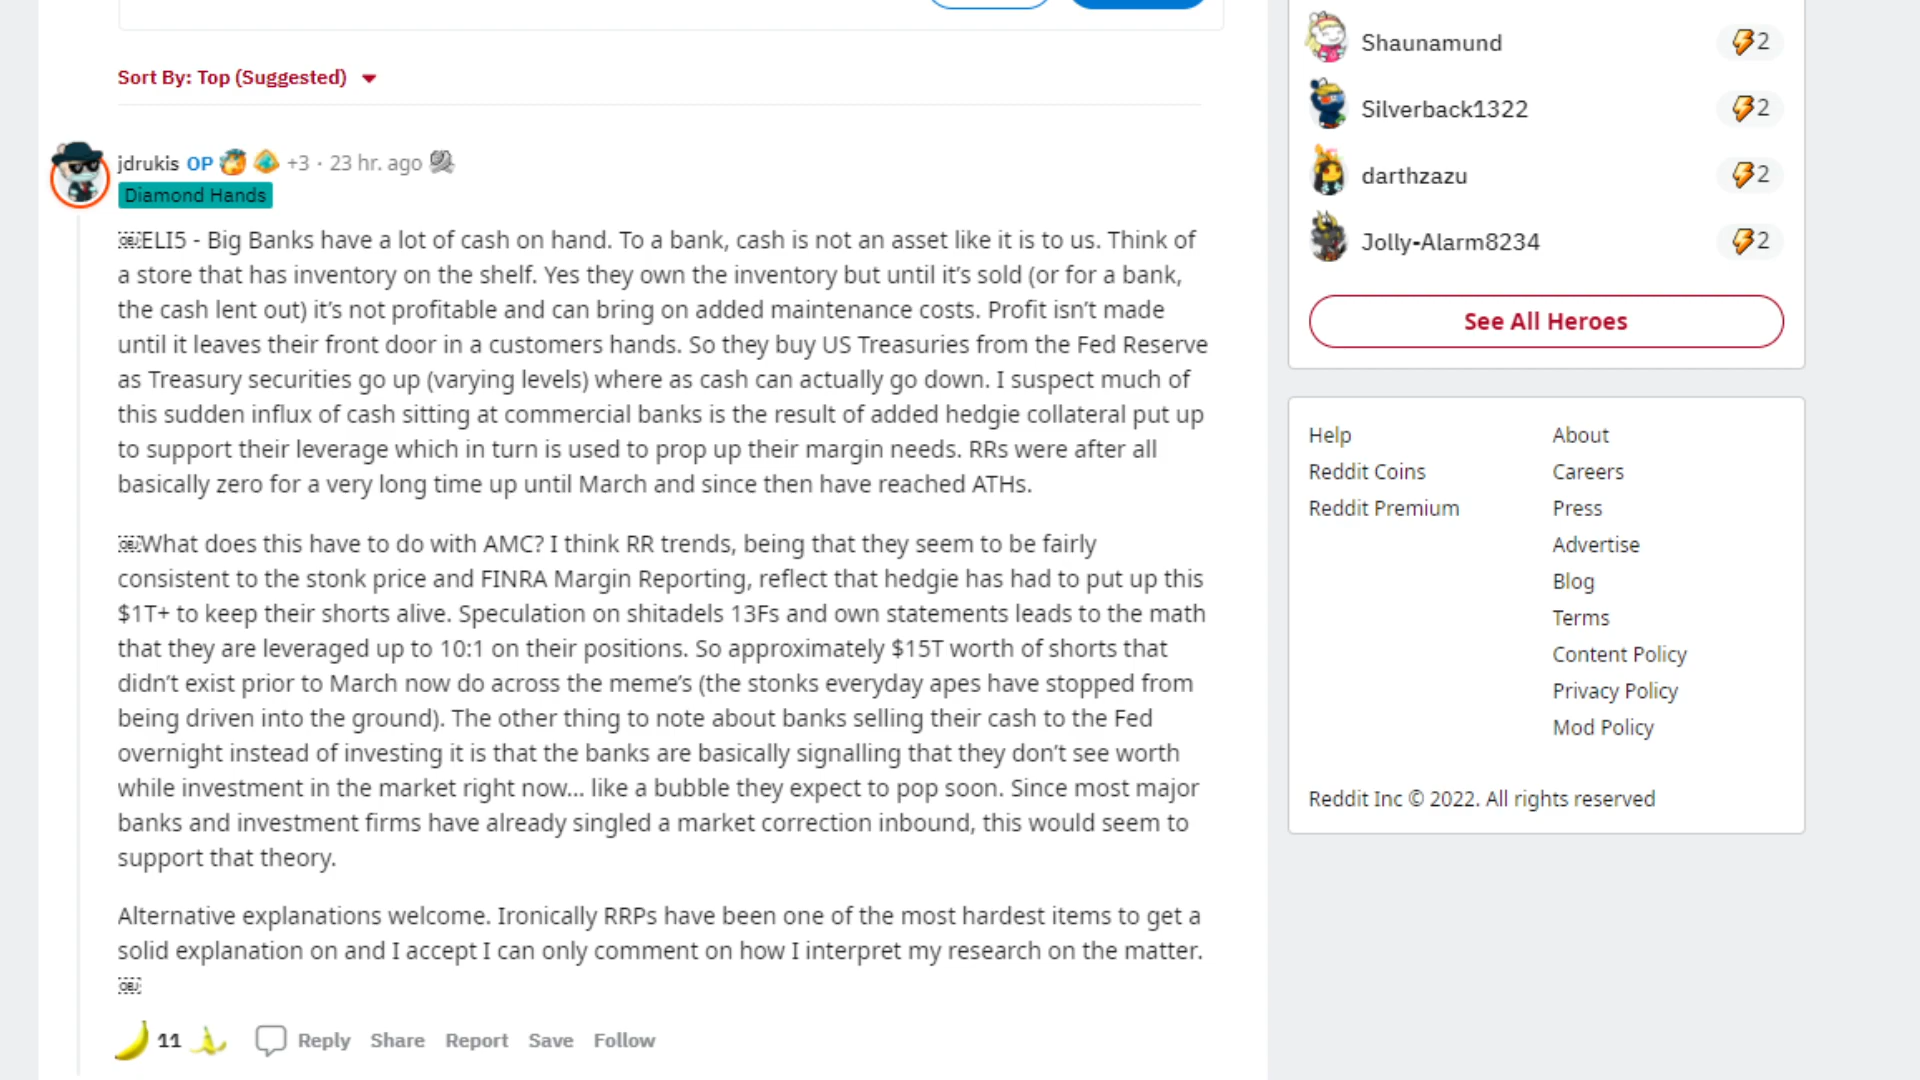 Sort By: Top (Suggested)
jdrukis OP +3 · 23 hr. ago
Diamond Hands
ELI5 - Big Banks have a lot of cash on hand. To a bank, cash is not an asset like it is to us. Think of
a store that has inventory on the shelf. Yes they own the inventory but until it’s sold (or for a bank,
the cash lent out) it’s not profitable and can bring on added maintenance costs. Profit isn’t made
until it leaves their front door in a customers hands. So they buy US Treasuries from the Fed Reserve
as Treasury securities go up (varying levels) where as cash can actually go down. I suspect much of
this sudden influx of cash sitting at commercial banks is the result of added hedgie collateral put up
to support their leverage which in turn is used to prop up their margin needs. RRs were after all
basically zero for a very long time up until March and since then have reached ATHs.
What does this have to do with AMC? I think RR trends, being that they seem to be fairly
consistent to the stonk price and FINRA Margin Reporting, reflect that hedgie has had to put up this
$1T+ to keep their shorts alive. Speculation on shitadels 13Fs and own statements leads to the math
that they are leveraged up to 10:1 on their positions. So approximately $15T worth of shorts that
didn’t exist prior to March now do across the meme’s (the stonks everyday apes have stopped from
being driven into the ground). The other thing to note about banks selling their cash to the Fed
overnight instead of investing it is that the banks are basically signalling that they don’t see worth
while investment in the market right now... like a bubble they expect to pop soon. Since most major
banks and investment firms have already singled a market correction inbound, this would seem to
support that theory.
Alternative explanations welcome. Ironically RRPs have been one of the most hardest items to get a
solid explanation on and I accept I can only comment on how I interpret my research on the matter.
11 Reply Share Report Save Follow
Shaunamund 2
Silverback1322 2
darthzazu 2
Jolly-Alarm8234 2
See All Heroes
Help
Reddit Coins
Reddit Premium
About
Careers
Press
Advertise
Blog
Terms
Content Policy
Privacy Policy
Mod Policy
Reddit Inc © 2022. All rights reserved